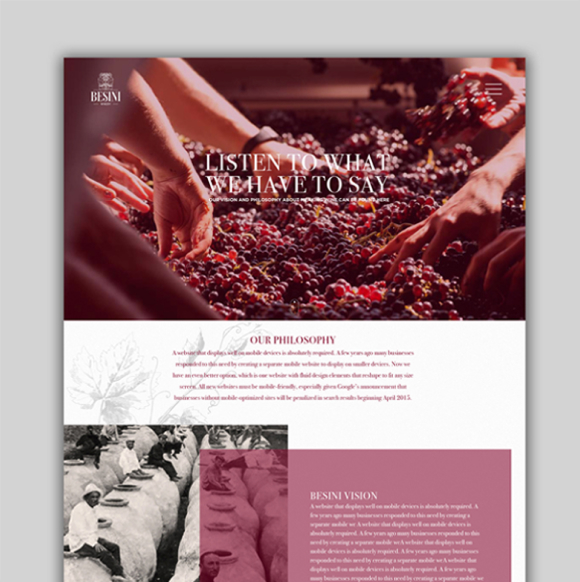 BESINI
LISTEN TO WHAT
WE HAVE TO SAY
OUR VISION AND PHILOSOPHY ABOUT MAKING WINE CAN BE FOUND HERE
OUR PHILOSOPHY
A website that displays well on mobile devices is absolutely required. A few years ago many businesses
responded to this need by creating a separate mobile website to display on smaller devices. Now we
have an even better option, which is one website with fluid design elements that reshape to fit any size
screen. All new websites must be mobile-friendly, especially given Google's announcement that
businesses without mobile-optimized sites will be penalized in search results beginning April 2015.
BESINI VISION
A website that displays well on mobile devices is absolutely required. A
few years ago many businesses responded to this need by creating a
separate mobile we A website that displays well on mobile devices is
absolutely required. A few years ago many businesses responded to this
need by creating a separate mobile weA website that displays well on
mobile devices is absolutely required. A few years ago many businesses
responded to this need by creating a separate mobile weA website that
displays well on mobile devices is absolutely required. A few years ago
many businesses responded to this need by creating a separate mobile